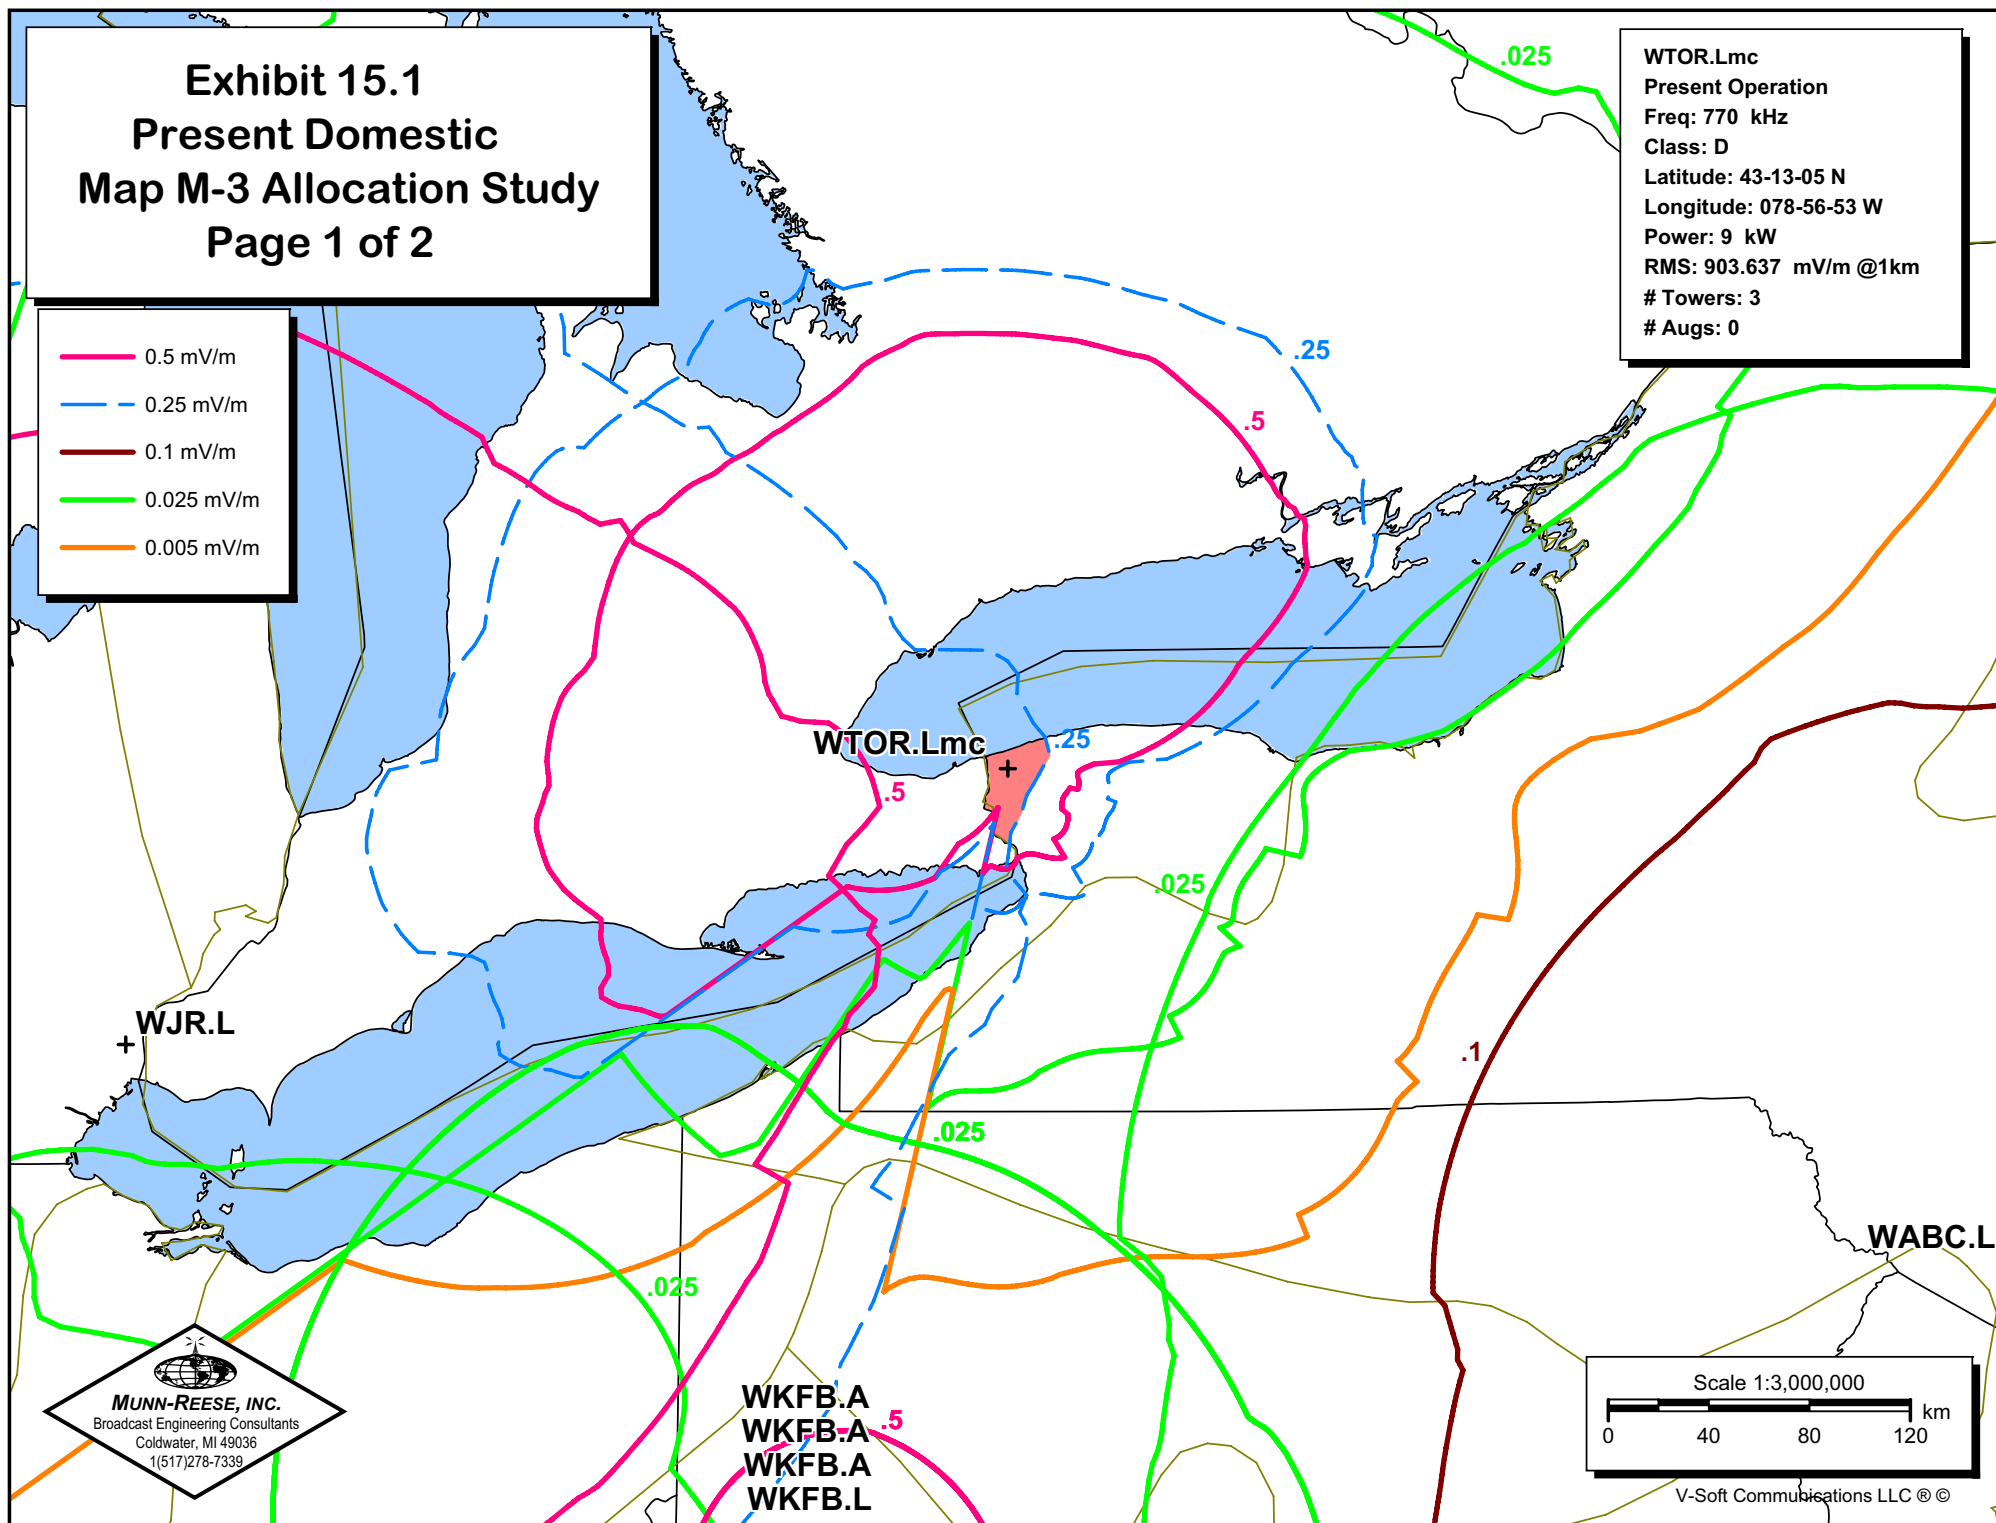 Exhibit 15.1
Present Domestic
Map M-3 Allocation Study
Page 1 of 2
WTOR.Lmc
Present Operation
Freq: 770 kHz
Class: D
Latitude: 43-13-05 N
Longitude: 078-56-53 W
Power: 9 kW
RMS: 903.637 mV/m @1km
# Towers: 3
# Augs: 0
.025
0.5 mV/m
0.25 mV/m
0.1 mV/m
0.025 mV/m
0.005 mV/m
.25
.5
WTOR.Lmc
.25
.5
.025
WJR.L
.1
.025
WABC.L
.025
WKFB.A
WKFB.A
.5
WKFB.A
WKFB.L
MUNN-REESE, INC.
Broadcast Engineering Consultants
Coldwater, MI 49036
1(517)278-7339
Scale 1:3,000,000
km
0 40 80 120
V-Soft Communications LLC ® ©